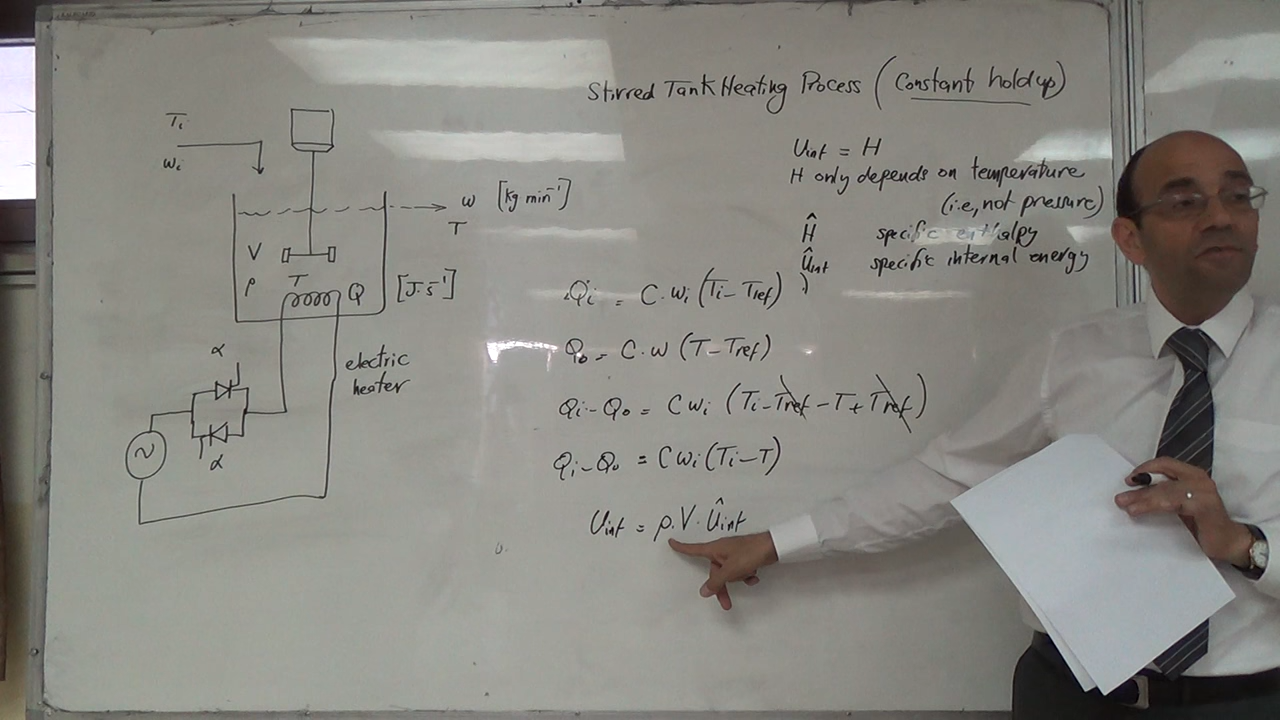 Stirred Tank Heating Process (Constant holdup)
Uint = H
H only depends on temperature
(i.e, not pressure)
Ĥ specific enthalpy
Ûint specific internal energy
Ti
wi
w [kg min⁻¹]
T
V
ρ
T
Q [J·s⁻¹]
electric
heater
α
α
~
Qi = C·wi (Ti-Tref)
Qo = C·w (T-Tref)
Qi-Qo = Cwi (Ti-Tref-T+Tref)
Qi-Qo = Cwi (Ti-T)
Uint = ρ.V.Ûint